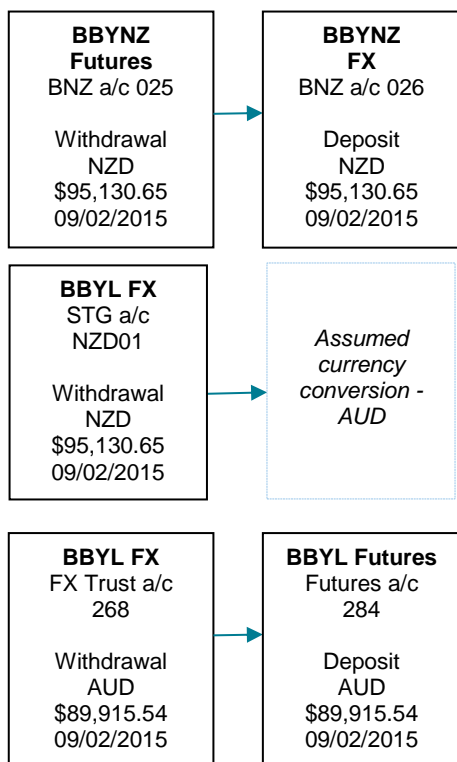 BBYNZ
Futures
BNZ a/c 025
Withdrawal
NZD
$95,130.65
09/02/2015
BBYNZ
FX
BNZ a/c 026
Deposit
NZD
$95,130.65
09/02/2015
BBYL FX
STG a/c
NZD01
Withdrawal
NZD
$95,130.65
09/02/2015
Assumed
currency
conversion -
AUD
BBYL FX
FX Trust a/c
268
Withdrawal
AUD
$89,915.54
09/02/2015
BBYL Futures
Futures a/c
284
Deposit
AUD
$89,915.54
09/02/2015